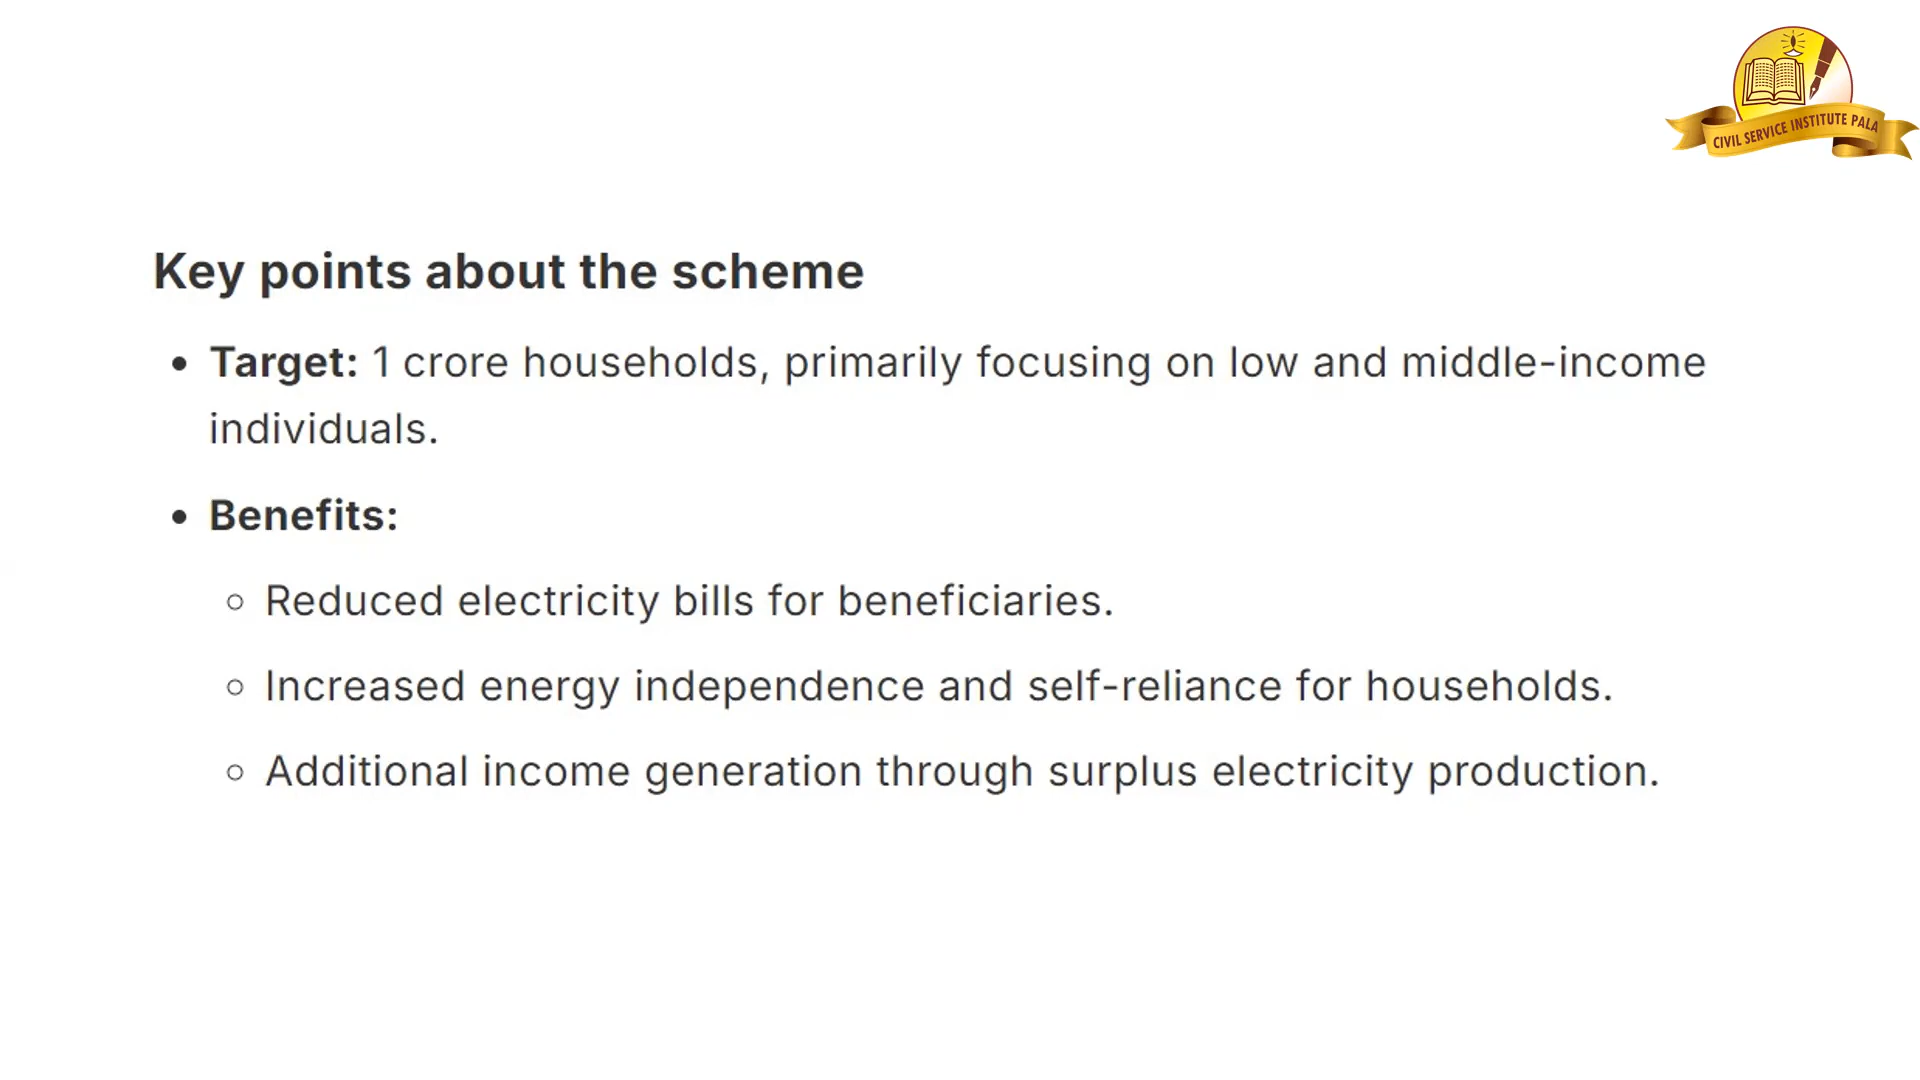 CIVIL SERVICE INSTITUTE PALA
Key points about the scheme
• Target: 1 crore households, primarily focusing on low and middle-income
individuals.
• Benefits:
○ Reduced electricity bills for beneficiaries.
○ Increased energy independence and self-reliance for households.
○ Additional income generation through surplus electricity production.